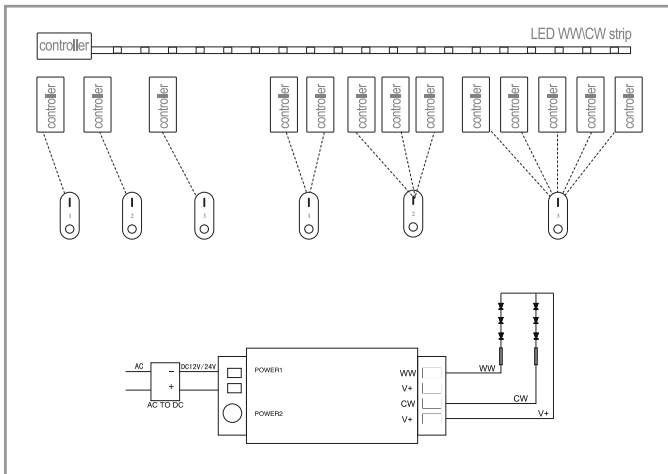 LED WW\CW strip
controller
controller
controller
controller
controller
controller
controller
controller
controller
controller
controller
controller
controller
controller
1
2
3
1
2
3
AC
DC12V/24V
AC TO DC
−
+
POWER1
POWER2
WW
V+
CW
V+
WW
CW
V+